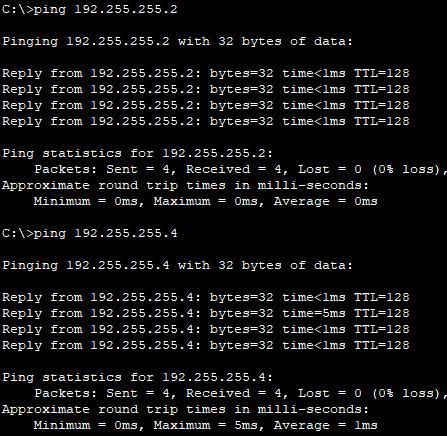 C:\>ping 192.255.255.2
Pinging 192.255.255.2 with 32 bytes of data:
Reply from 192.255.255.2: bytes=32 time<1ms TTL=128
Reply from 192.255.255.2: bytes=32 time<1ms TTL=128
Reply from 192.255.255.2: bytes=32 time<1ms TTL=128
Reply from 192.255.255.2: bytes=32 time<1ms TTL=128
Ping statistics for 192.255.255.2:
    Packets: Sent = 4, Received = 4, Lost = 0 (0% loss),
Approximate round trip times in milli-seconds:
    Minimum = 0ms, Maximum = 0ms, Average = 0ms
C:\>ping 192.255.255.4
Pinging 192.255.255.4 with 32 bytes of data:
Reply from 192.255.255.4: bytes=32 time<1ms TTL=128
Reply from 192.255.255.4: bytes=32 time=5ms TTL=128
Reply from 192.255.255.4: bytes=32 time<1ms TTL=128
Reply from 192.255.255.4: bytes=32 time<1ms TTL=128
Ping statistics for 192.255.255.4:
    Packets: Sent = 4, Received = 4, Lost = 0 (0% loss),
Approximate round trip times in milli-seconds:
    Minimum = 0ms, Maximum = 5ms, Average = 1ms